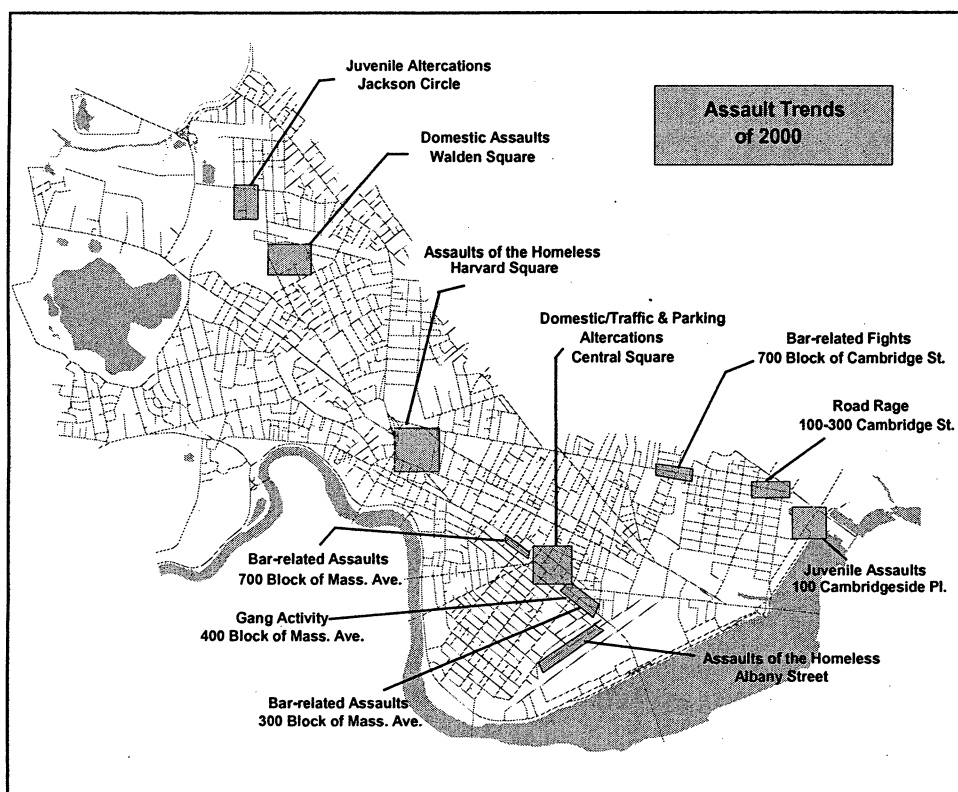 Juvenile Altercations
Jackson Circle
Assault Trends
of 2000
Domestic Assaults
Walden Square
Assaults of the Homeless
Harvard Square
Domestic/Traffic & Parking
Altercations
Central Square
Bar-related Fights
700 Block of Cambridge St.
Road Rage
100-300 Cambridge St.
Bar-related Assaults
700 Block of Mass. Ave.
Juvenile Assaults
100 Cambridgeside Pl.
Gang Activity
400 Block of Mass. Ave.
Assaults of the Homeless
Albany Street
Bar-related Assaults
300 Block of Mass. Ave.